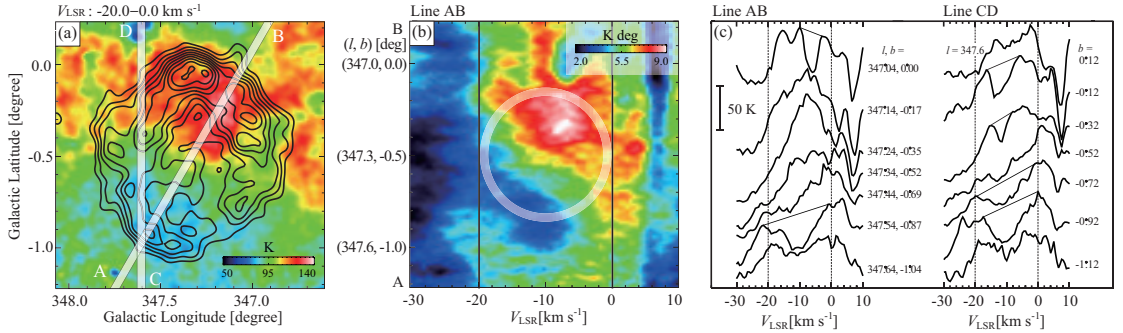 V_LSR : -20.0–0.0 km s⁻¹
(a)
D
B
A
C
K
50 95 140
0.0
-0.5
-1.0
Galactic Latitude [degree]
348.0 347.5 347.0
Galactic Longitude [degree]
Line AB
(b)
K deg
2.0 5.5 9.0
B
(l, b) [deg]
(347.0, 0.0)
(347.3, -0.5)
(347.6, -1.0)
A
-30 -20 -10 0 10
V_LSR [km s⁻¹]
(c)
Line AB
l, b =
347.°04, 0.°00
347.°14, -0.°17
347.°24, -0.°35
347.°34, -0.°52
347.°44, -0.°69
347.°54, -0.°87
347.°64, -1.°04
50 K
-30 -20 -10 0 10
Line CD
l = 347.°6
b =
0.°12
-0.°12
-0.°32
-0.°52
-0.°72
-0.°92
-1.°12
-30 -20 -10 0 10
V_LSR [km s⁻¹]